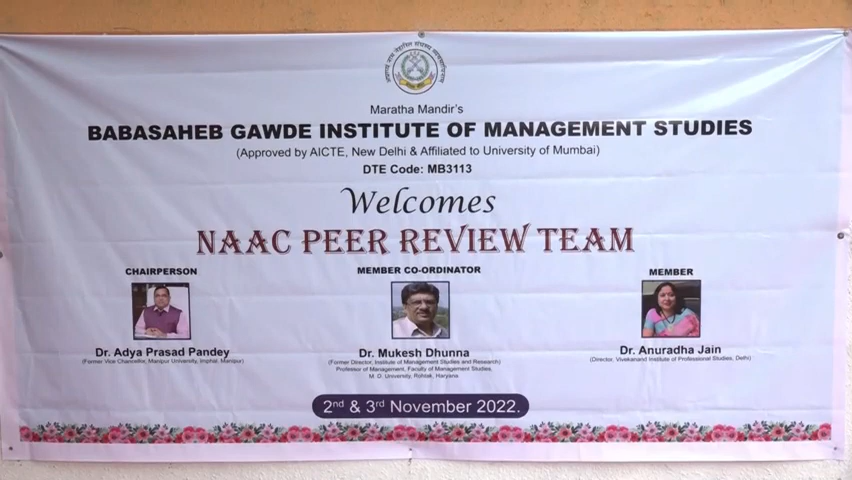 Maratha Mandir's
BABASAHEB GAWDE INSTITUTE OF MANAGEMENT STUDIES
(Approved by AICTE, New Delhi & Affiliated to University of Mumbai)
DTE Code: MB3113
Welcomes
NAAC PEER REVIEW TEAM
CHAIRPERSON
Dr. Adya Prasad Pandey
(Former Vice Chancellor, Manipur University, Imphal, Manipur)
MEMBER CO-ORDINATOR
Dr. Mukesh Dhunna
(Former Director, Institute of Management Studies and Research)
Professor of Management, Faculty of Management Studies,
M. D. University, Rohtak, Haryana
MEMBER
Dr. Anuradha Jain
(Director, Vivekanand Institute of Professional Studies, Delhi)
2nd & 3rd November 2022.